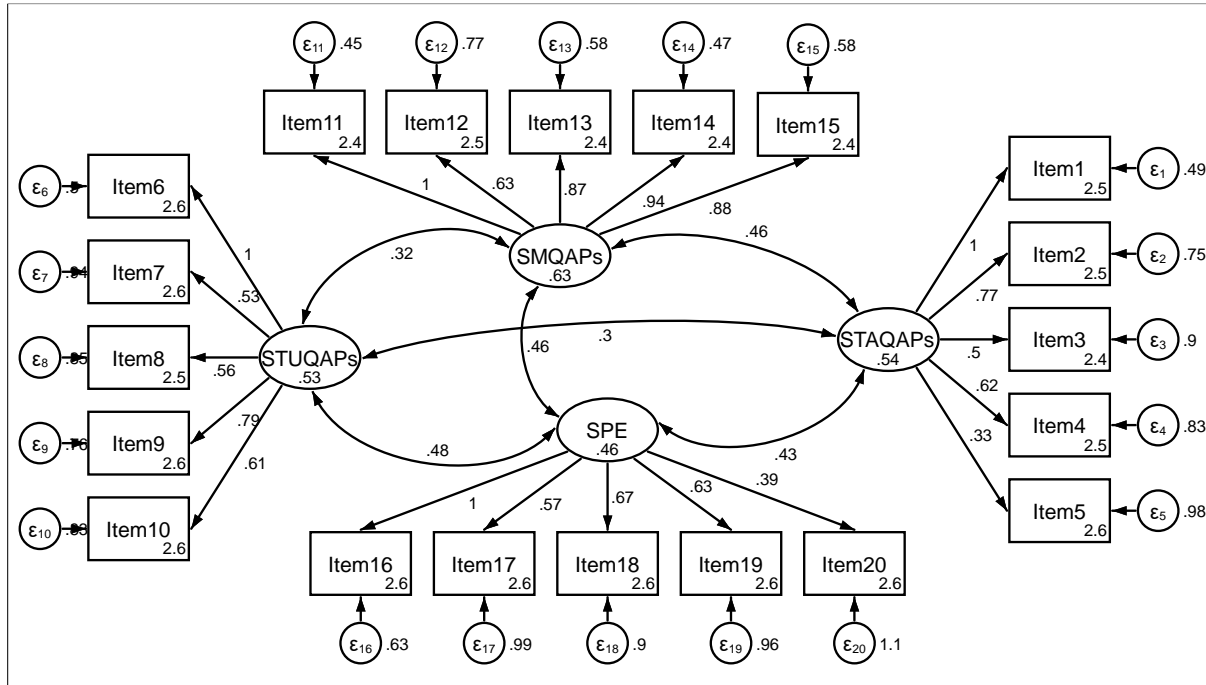 ε11 .45
ε12 .77
ε13 .58
ε14 .47
ε15 .58
Item11 2.4
Item12 2.5
Item13 2.4
Item14 2.4
Item15 2.4
1
.63
.87
.94
.88
SMQAPs
.63
ε6
Item6 2.6
ε7
Item7 2.6
ε8
Item8 2.5
ε9
Item9 2.6
ε10
Item10 2.6
1
.53
.56
.79
.61
STUQAPs
.53
.32
.46
.3
.46
.48
.43
STAQAPs
.54
1
.77
.5
.62
.33
Item1 2.5
ε1 .49
Item2 2.5
ε2 .75
Item3 2.4
ε3 .9
Item4 2.5
ε4 .83
Item5 2.6
ε5 .98
SPE
.46
1
.57
.67
.63
.39
Item16 2.6
Item17 2.6
Item18 2.6
Item19 2.6
Item20 2.6
ε16 .63
ε17 .99
ε18 .9
ε19 .96
ε20 1.1